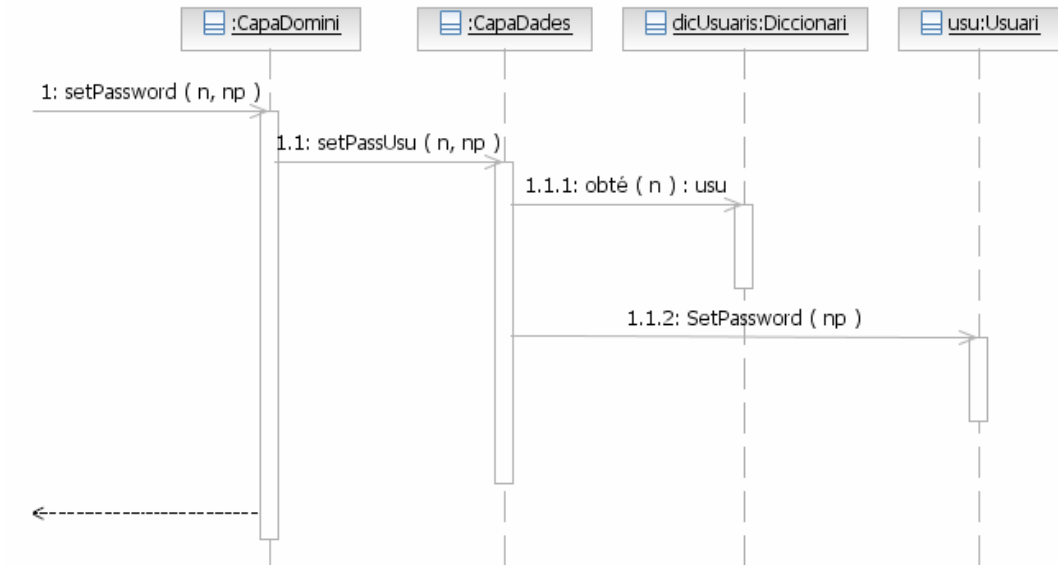 :CapaDomini
:CapaDades
dicUsuaris:Diccionari
usu:Usuari
1: setPassword ( n, np )
1.1: setPassUsu ( n, np )
1.1.1: obté ( n ) : usu
1.1.2: SetPassword ( np )